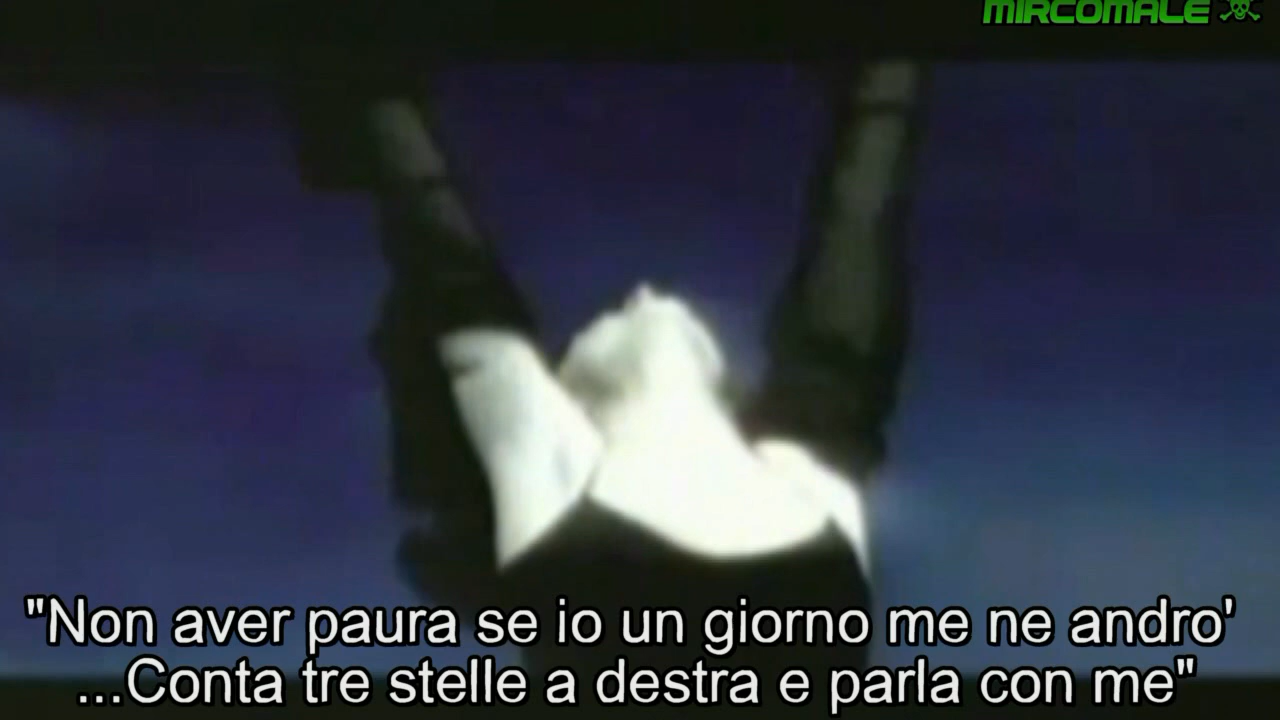 MIRCOMALE
"Non aver paura se io un giorno me ne andro'
...Conta tre stelle a destra e parla con me"